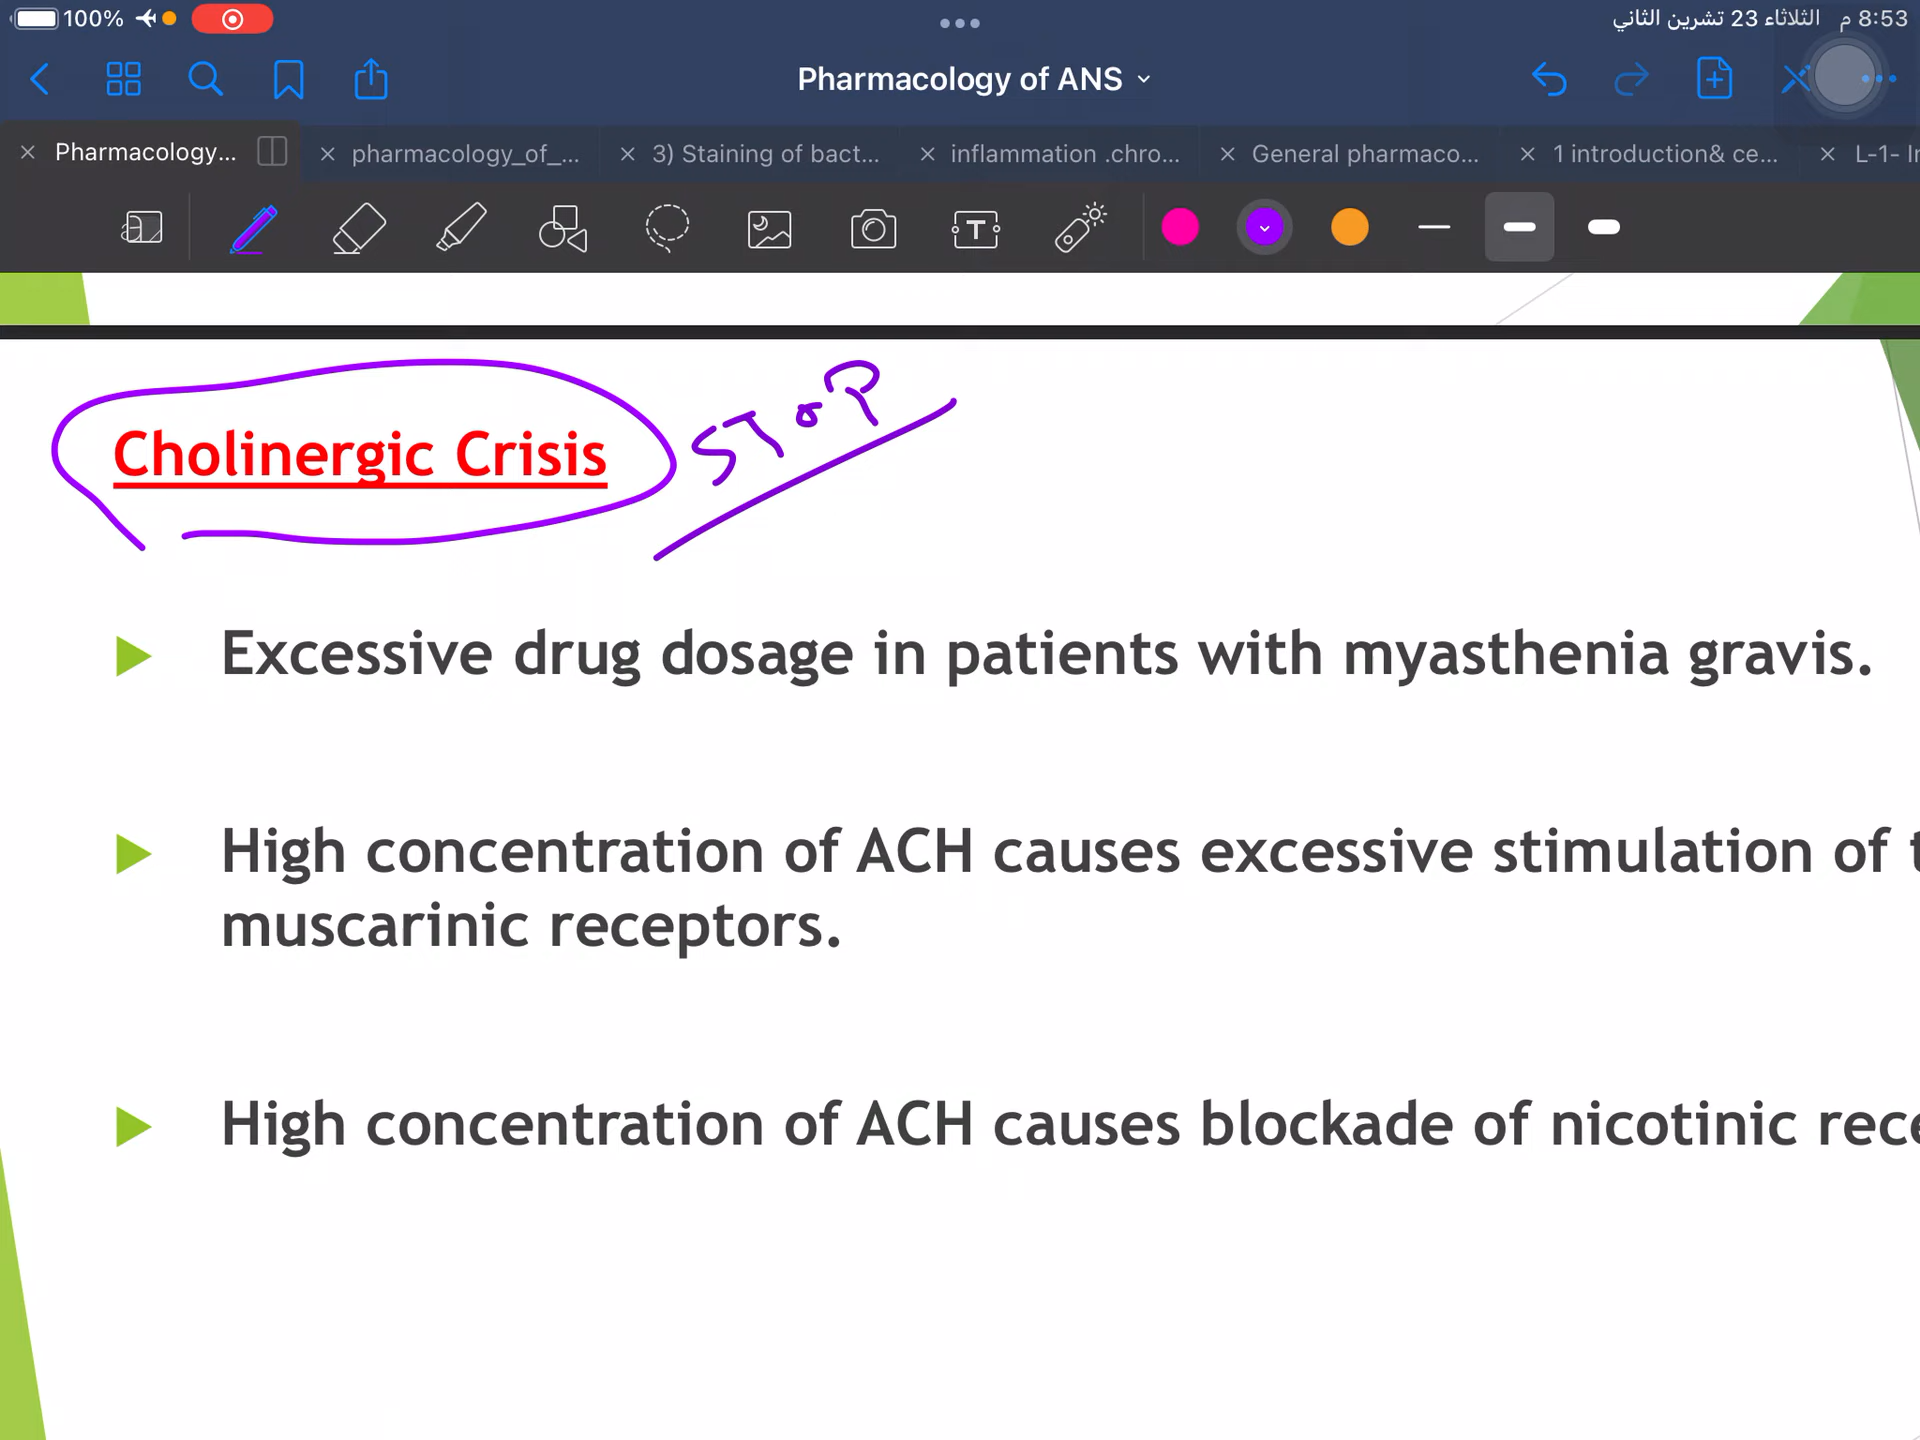 100%
8:53 م الثلاثاء 23 تشرين الثاني
Pharmacology of ANS
Pharmacology...
pharmacology_of_...
3) Staining of bact...
inflammation .chro...
General pharmaco...
1 introduction& ce...
L-1-
Cholinergic Crisis
STOP
Excessive drug dosage in patients with myasthenia gravis.
High concentration of ACH causes excessive stimulation of
muscarinic receptors.
High concentration of ACH causes blockade of nicotinic